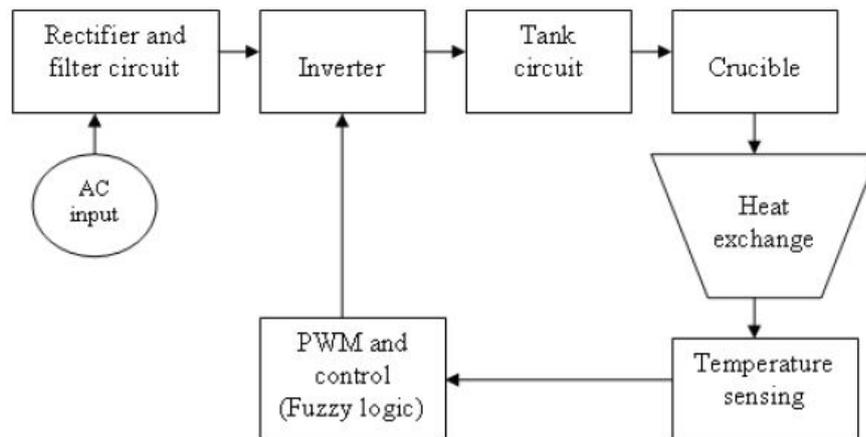 Rectifier and
filter circuit
Inverter
Tank
circuit
Crucible
AC
input
Heat
exchange
PWM and
control
(Fuzzy logic)
Temperature
sensing